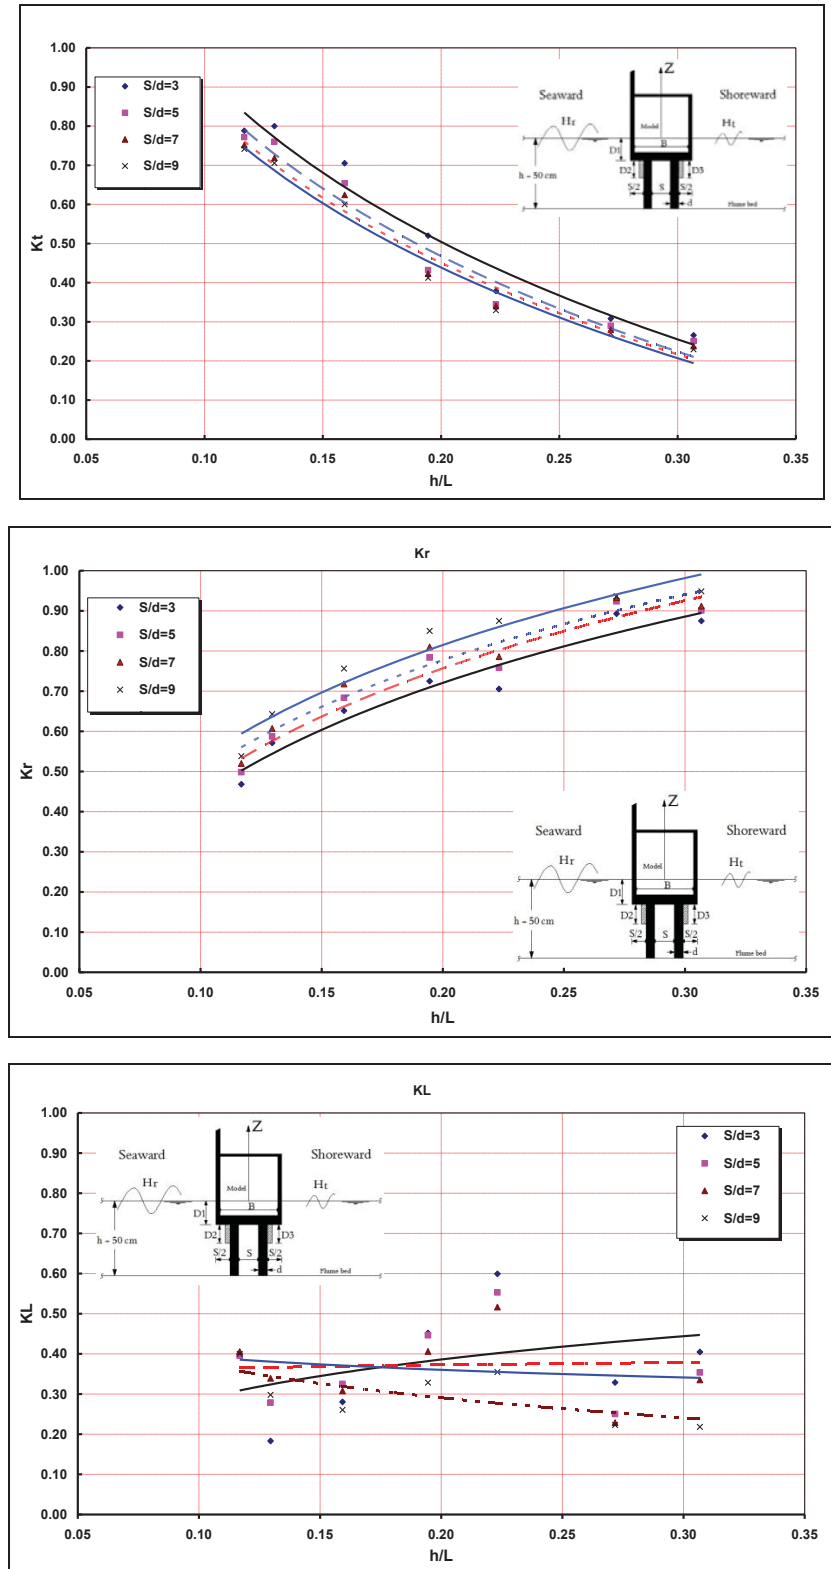 1.00
0.90
0.80
0.70
0.60
0.50
0.40
0.30
0.20
0.10
0.00
Kt
0.05 0.10 0.15 0.20 0.25 0.30 0.35
h/L
S/d=3
S/d=5
S/d=7
S/d=9
Z
Seaward Shoreward
Hr Model Ht
B
D1
h = 50 cm
D2 D3
S/2 S S/2
d
Flume bed
Kr
1.00
0.90
0.80
0.70
0.60
0.50
0.40
0.30
0.20
0.10
0.00
Kr
0.05 0.10 0.15 0.20 0.25 0.30 0.35
h/L
S/d=3
S/d=5
S/d=7
S/d=9
Z
Seaward Shoreward
Hr Model Ht
B
D1
h = 50 cm
D2 D3
S/2 S S/2
d
Flume bed
KL
1.00
0.90
0.80
0.70
0.60
0.50
0.40
0.30
0.20
0.10
0.00
KL
0.05 0.10 0.15 0.20 0.25 0.30 0.35
h/L
Z
Seaward Shoreward
Hr Model Ht
B
D1
h = 50 cm
D2 D3
S/2 S S/2
d
Flume bed
S/d=3
S/d=5
S/d=7
S/d=9